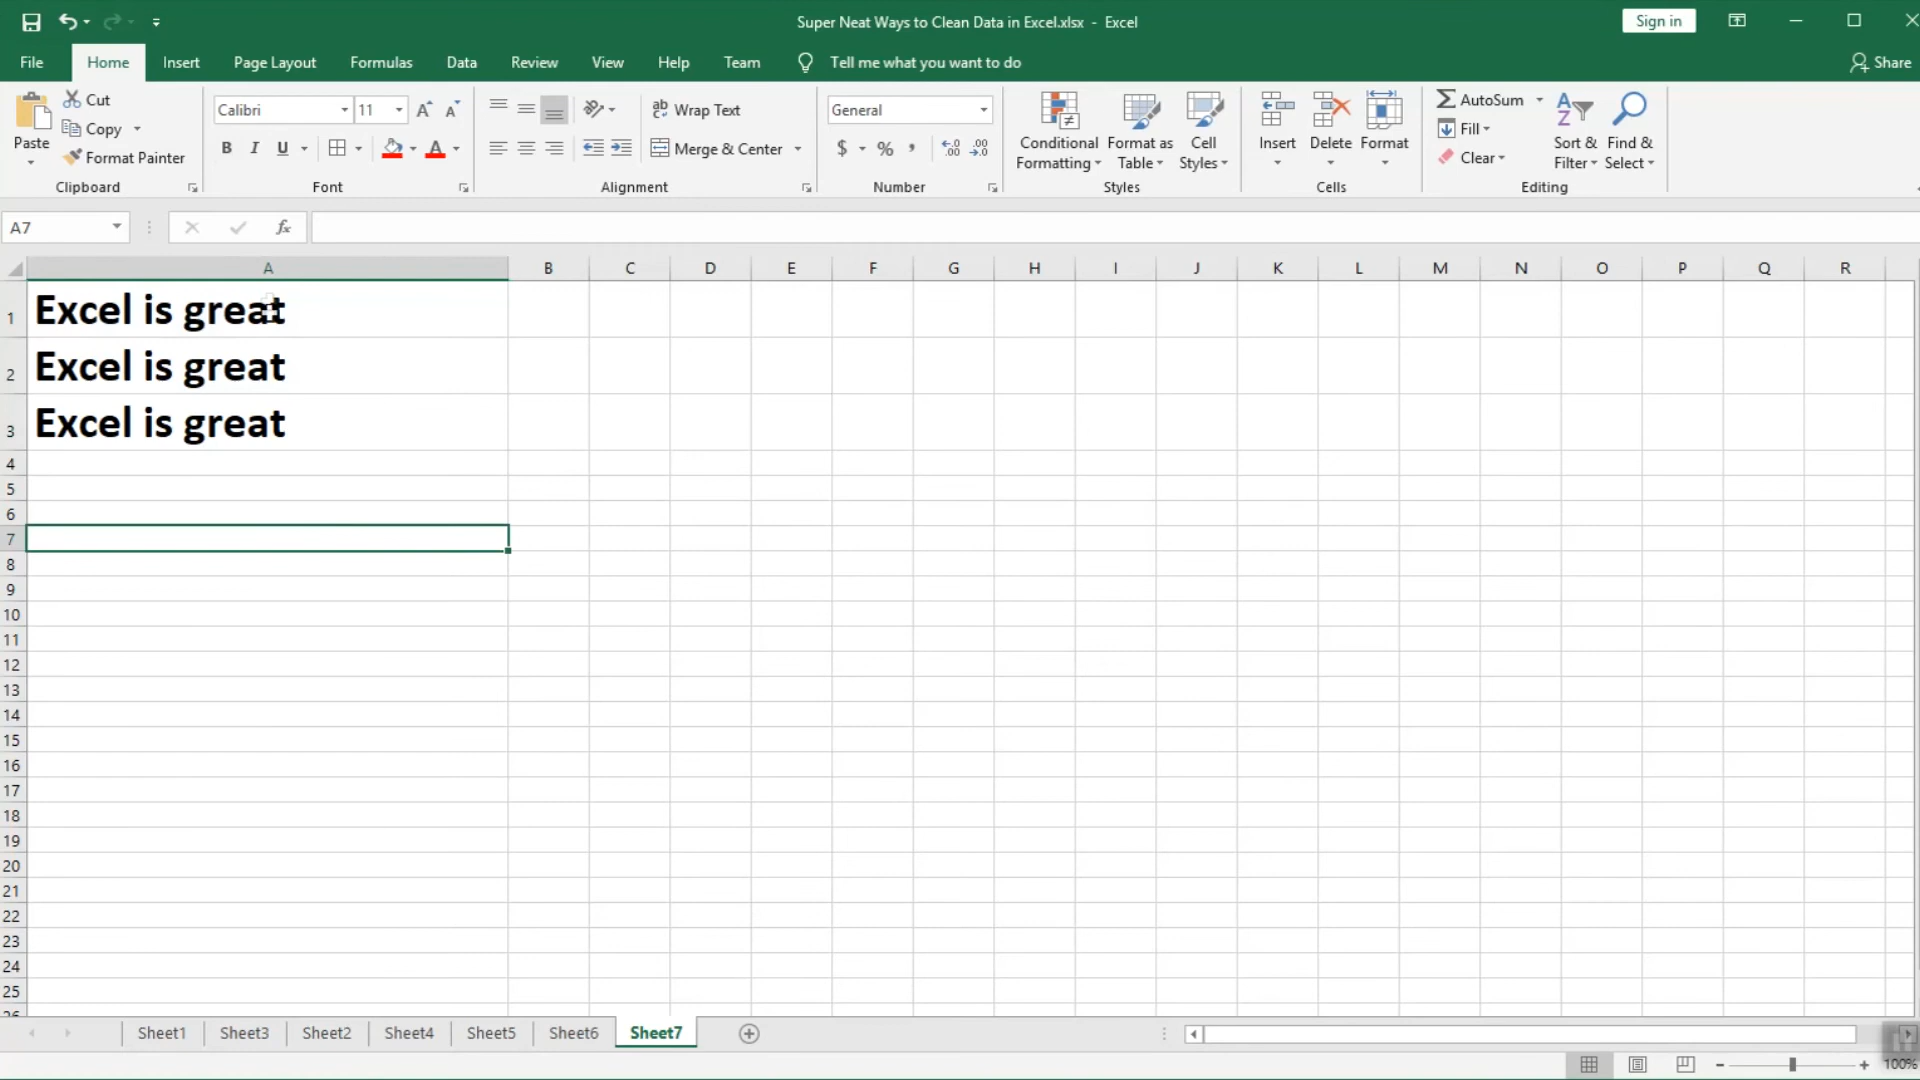 Super Neat Ways to Clean Data in Excel.xlsx - Excel
Sign in
File Home Insert Page Layout Formulas Data Review View Help Team Tell me what you want to do Share
Paste Cut Copy Format Painter
Calibri 11
B I U A
ab Wrap Text
Merge & Center
General
$ % ,
Conditional Formatting
Format as Table
Cell Styles
Insert Delete Format
AutoSum
Fill
Clear
Sort & Filter
Find & Select
Clipboard Font Alignment Number Styles Cells Editing
A7 fx
A B C D E F G H I J K L M N O P Q R
1 Excel is great
2 Excel is great
3 Excel is great
4
5
6
7
8
9
10
11
12
13
14
15
16
17
18
19
20
21
22
23
24
25
26
Sheet1 Sheet3 Sheet2 Sheet4 Sheet5 Sheet6 Sheet7
100%